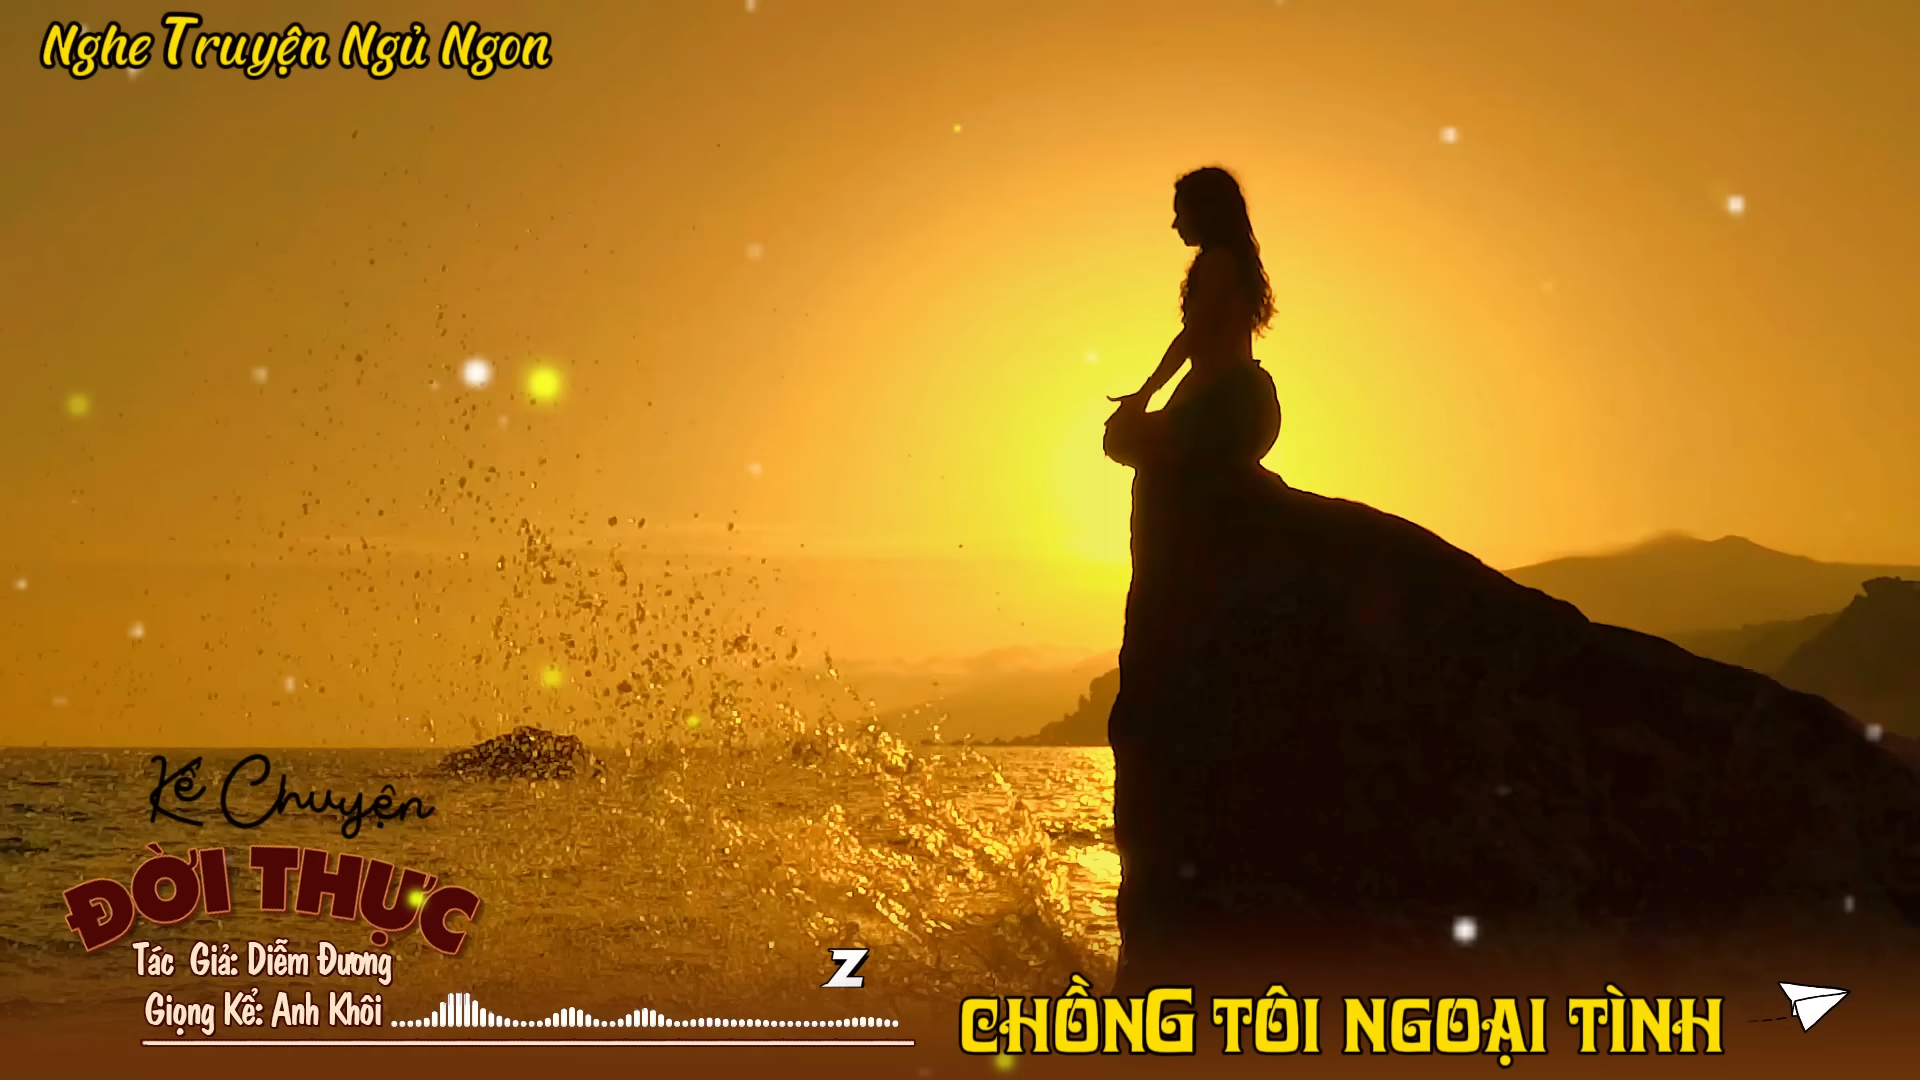 Nghe Truyện Ngủ Ngon
Kể Chuyện
ĐỜI THỰC
Tác Giả: Diễm Đương
Giọng Kể: Anh Khôi
Z
CHỒNG TÔI NGOẠI TÌNH